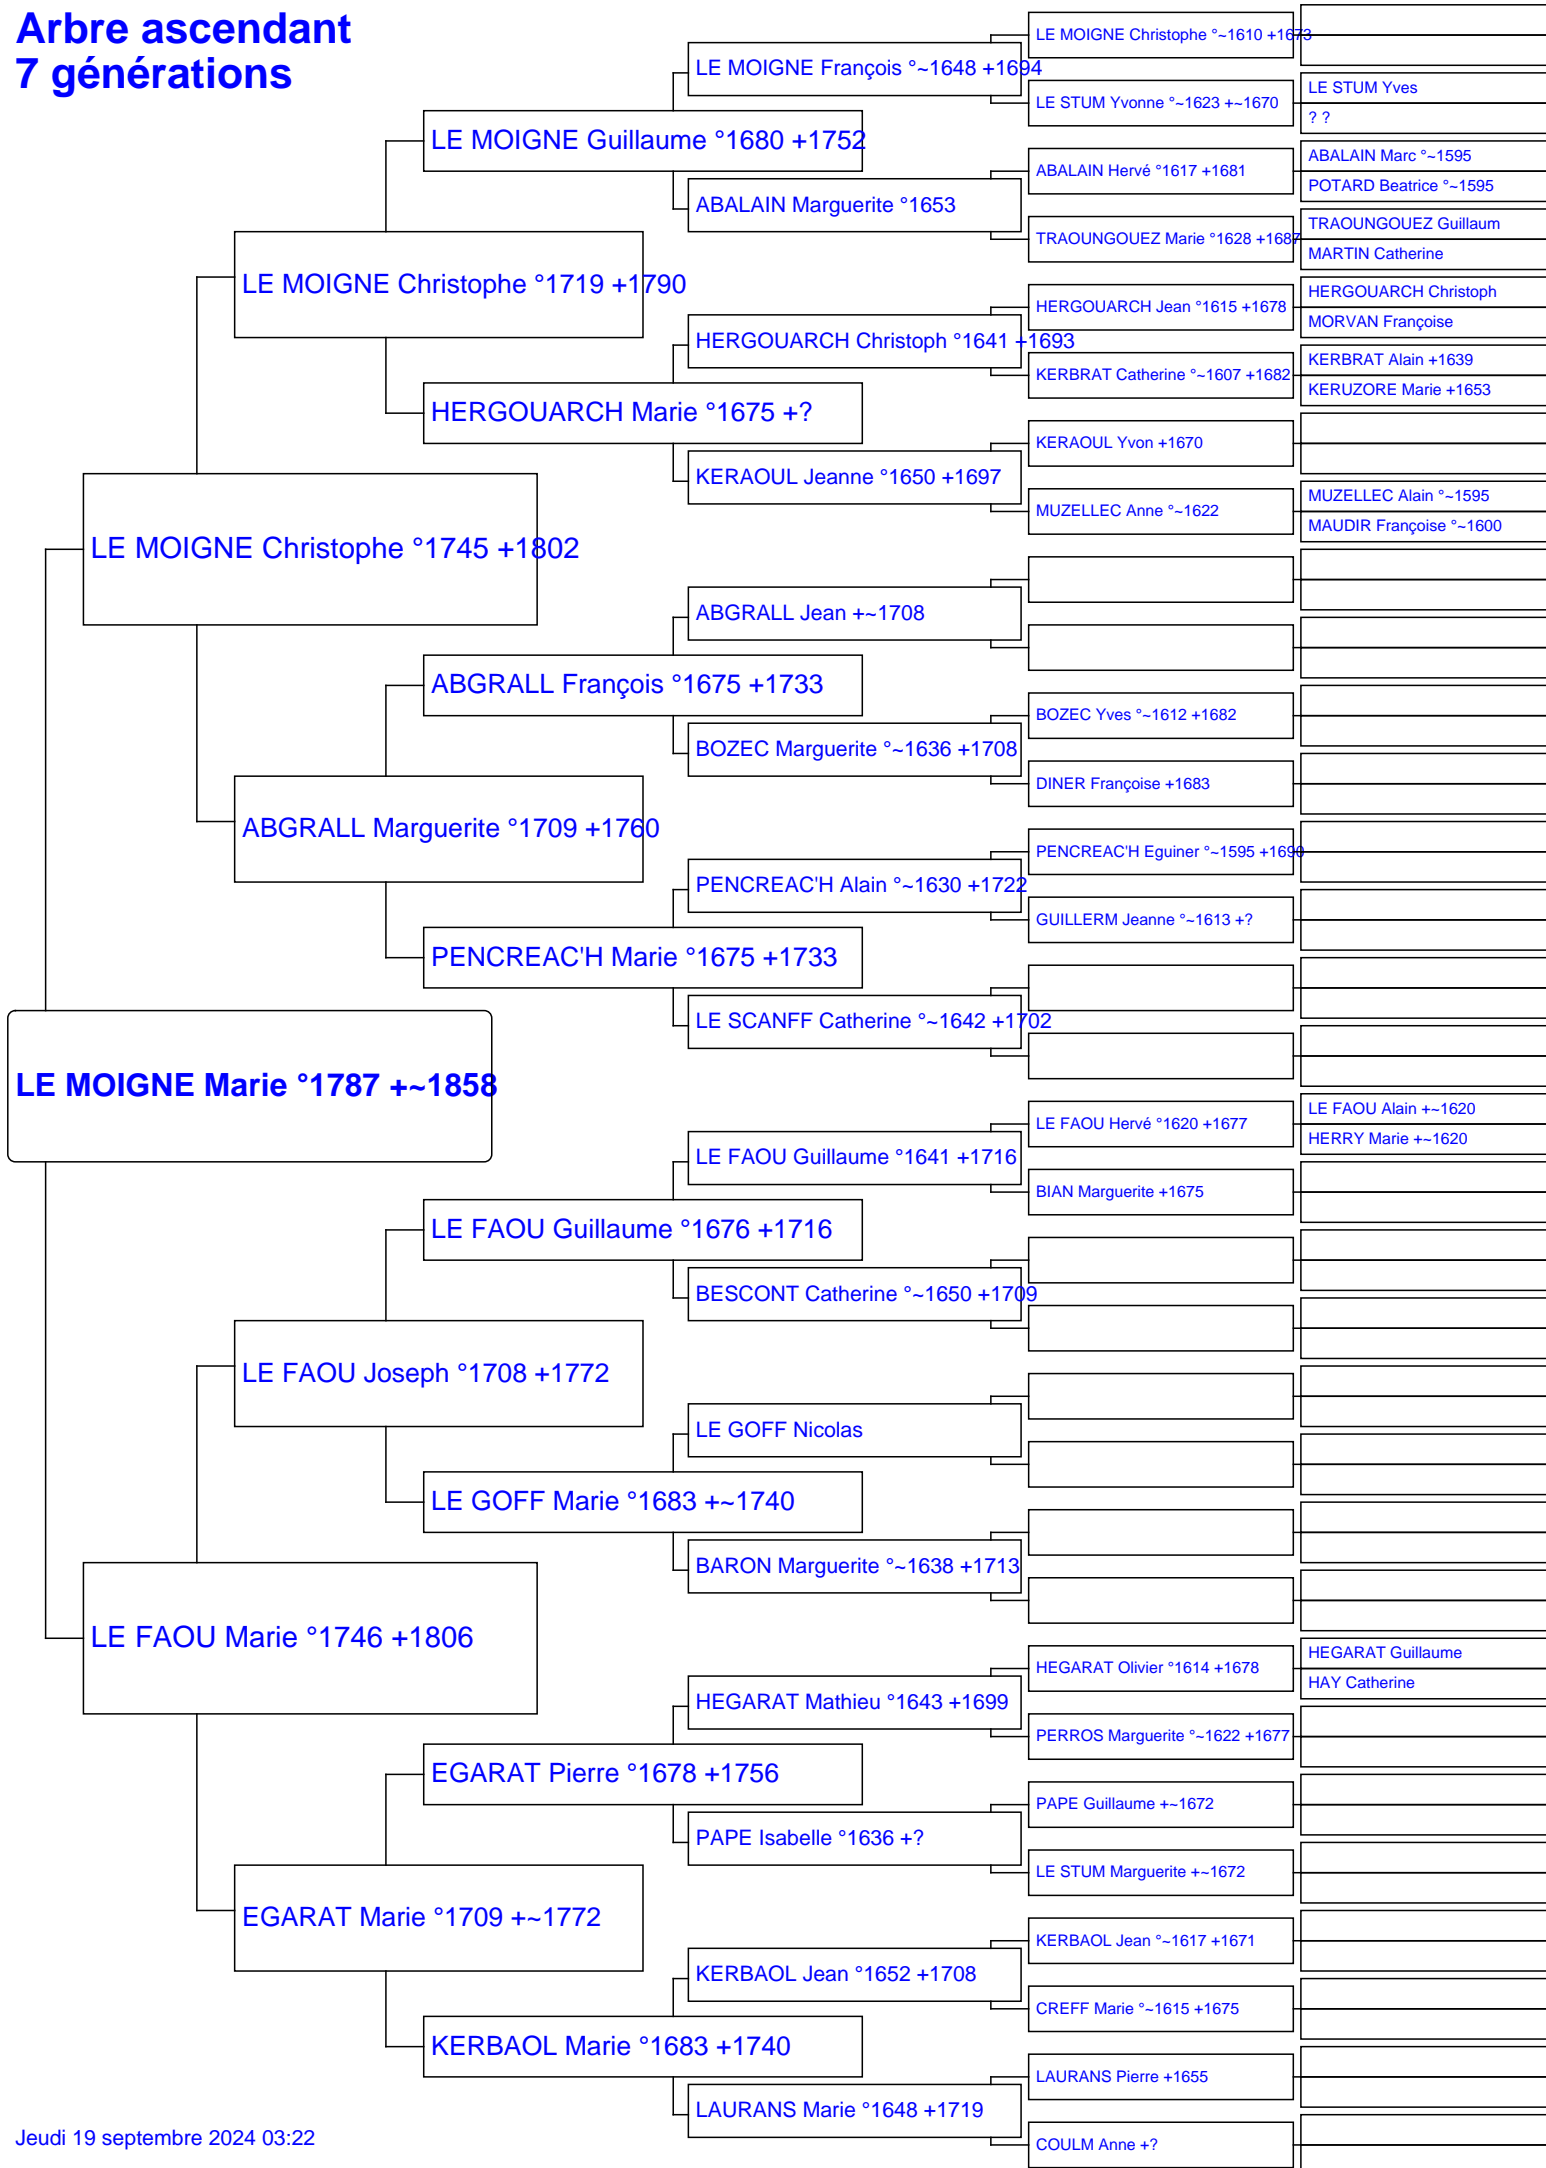 Arbre ascendant
7 générations
LE MOIGNE Marie °1787 +~1858
LE MOIGNE Christophe °1745 +1802
LE FAOU Marie °1746 +1806
LE MOIGNE Christophe °1719 +1790
ABGRALL Marguerite °1709 +1760
LE FAOU Joseph °1708 +1772
EGARAT Marie °1709 +~1772
LE MOIGNE Guillaume °1680 +1752
HERGOUARCH Marie °1675 +?
ABGRALL François °1675 +1733
PENCREAC'H Marie °1675 +1733
LE FAOU Guillaume °1676 +1716
LE GOFF Marie °1683 +~1740
EGARAT Pierre °1678 +1756
KERBAOL Marie °1683 +1740
LE MOIGNE François °~1648 +1694
ABALAIN Marguerite °1653
HERGOUARCH Christoph °1641 +1693
KERAOUL Jeanne °1650 +1697
ABGRALL Jean +~1708
BOZEC Marguerite °~1636 +1708
PENCREAC'H Alain °~1630 +1722
LE SCANFF Catherine °~1642 +1702
LE FAOU Guillaume °1641 +1716
BESCONT Catherine °~1650 +1709
LE GOFF Nicolas
BARON Marguerite °~1638 +1713
HEGARAT Mathieu °1643 +1699
PAPE Isabelle °1636 +?
KERBAOL Jean °1652 +1708
LAURANS Marie °1648 +1719
LE MOIGNE Christophe °~1610 +1673
LE STUM Yvonne °~1623 +~1670
ABALAIN Hervé °1617 +1681
TRAOUNGOUEZ Marie °1628 +1687
HERGOUARCH Jean °1615 +1678
KERBRAT Catherine °~1607 +1682
KERAOUL Yvon +1670
MUZELLEC Anne °~1622
BOZEC Yves °~1612 +1682
DINER Françoise +1683
PENCREAC'H Eguiner °~1595 +1690
GUILLERM Jeanne °~1613 +?
LE FAOU Hervé °1620 +1677
BIAN Marguerite +1675
HEGARAT Olivier °1614 +1678
PERROS Marguerite °~1622 +1677
PAPE Guillaume +~1672
LE STUM Marguerite +~1672
KERBAOL Jean °~1617 +1671
CREFF Marie °~1615 +1675
LAURANS Pierre +1655
COULM Anne +?
LE STUM Yves
? ?
ABALAIN Marc °~1595
POTARD Beatrice °~1595
TRAOUNGOUEZ Guillaum
MARTIN Catherine
HERGOUARCH Christoph
MORVAN Françoise
KERBRAT Alain +1639
KERUZORE Marie +1653
MUZELLEC Alain °~1595
MAUDIR Françoise °~1600
LE FAOU Alain +~1620
HERRY Marie +~1620
HEGARAT Guillaume
HAY Catherine
Jeudi 19 septembre 2024 03:22